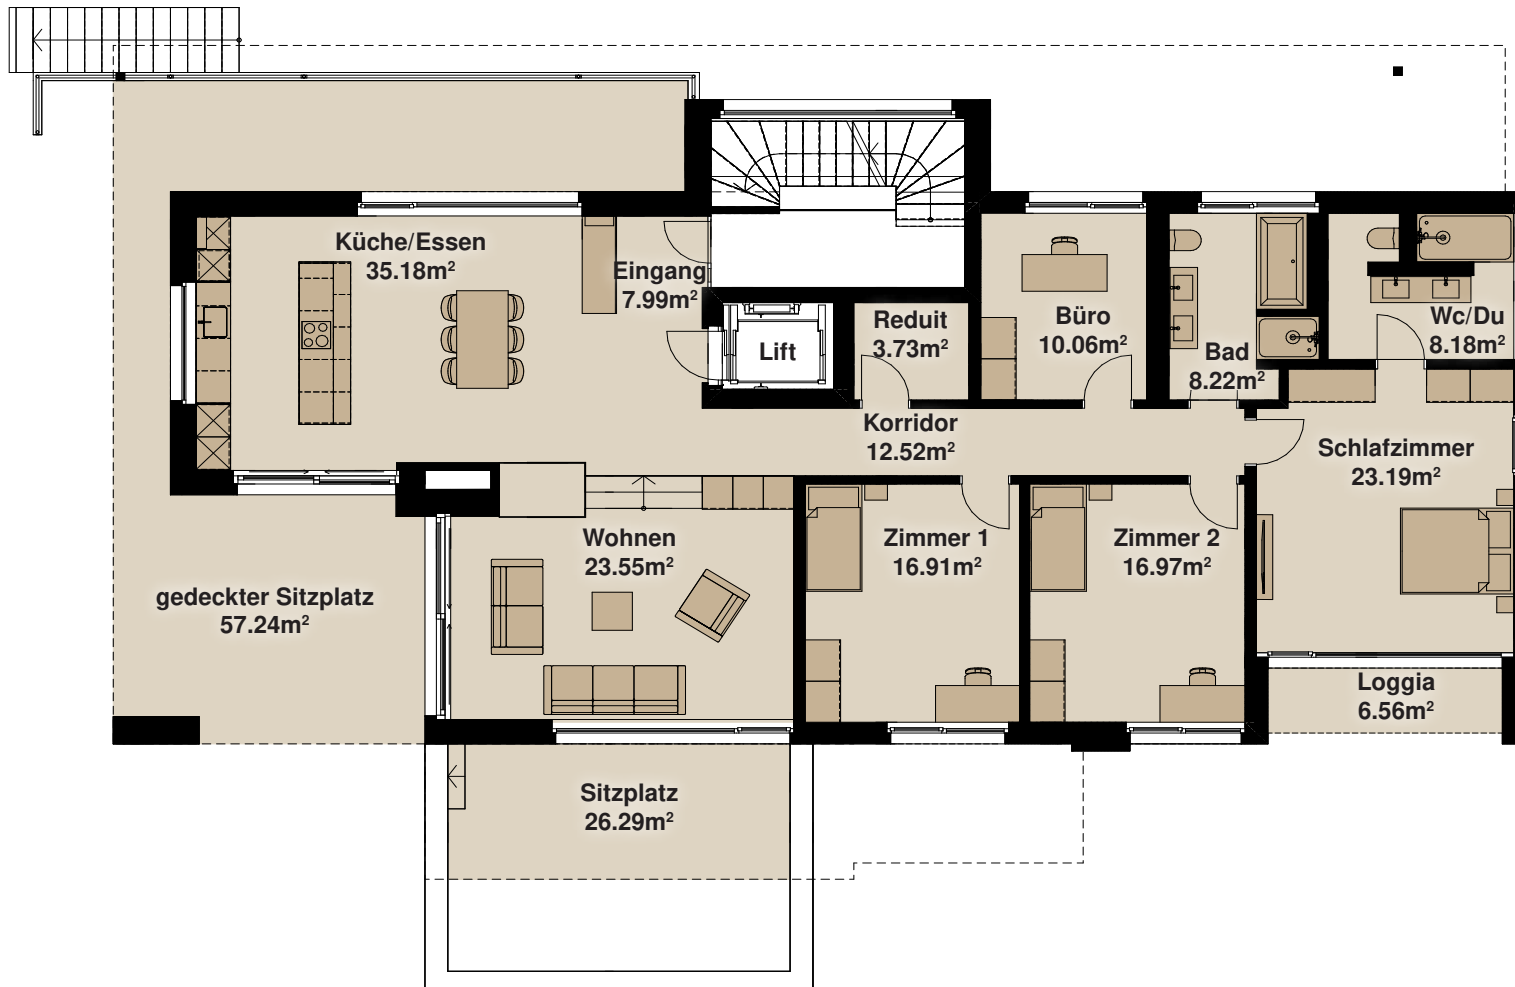 Küche/Essen
35.18m²
Eingang
7.99m²
Lift
Reduit
3.73m²
Büro
10.06m²
Bad
8.22m²
Wc/Du
8.18m²
Korridor
12.52m²
Schlafzimmer
23.19m²
Wohnen
23.55m²
Zimmer 1
16.91m²
Zimmer 2
16.97m²
gedeckter Sitzplatz
57.24m²
Loggia
6.56m²
Sitzplatz
26.29m²